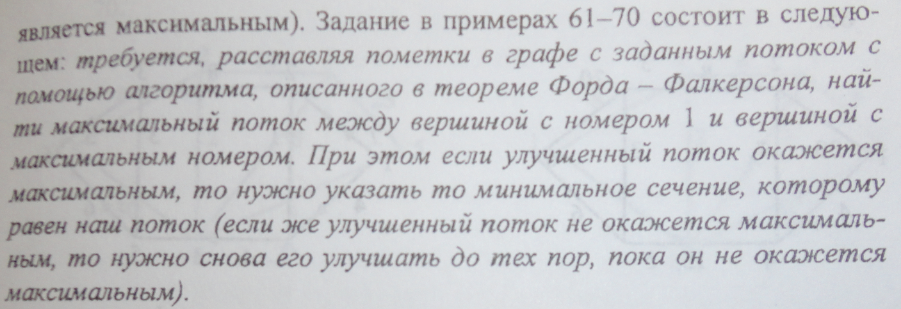 является максимальным). Задание в примерах 61–70 состоит в следую-
щем: требуется, расставляя пометки в графе с заданным потоком с
помощью алгоритма, описанного в теореме Форда – Фалкерсона, най-
ти максимальный поток между вершиной с номером 1 и вершиной с
максимальным номером. При этом если улучшенный поток окажется
максимальным, то нужно указать то минимальное сечение, которому
равен наш поток (если же улучшенный поток не окажется максималь-
ным, то нужно снова его улучшать до тех пор, пока он не окажется
максимальным).